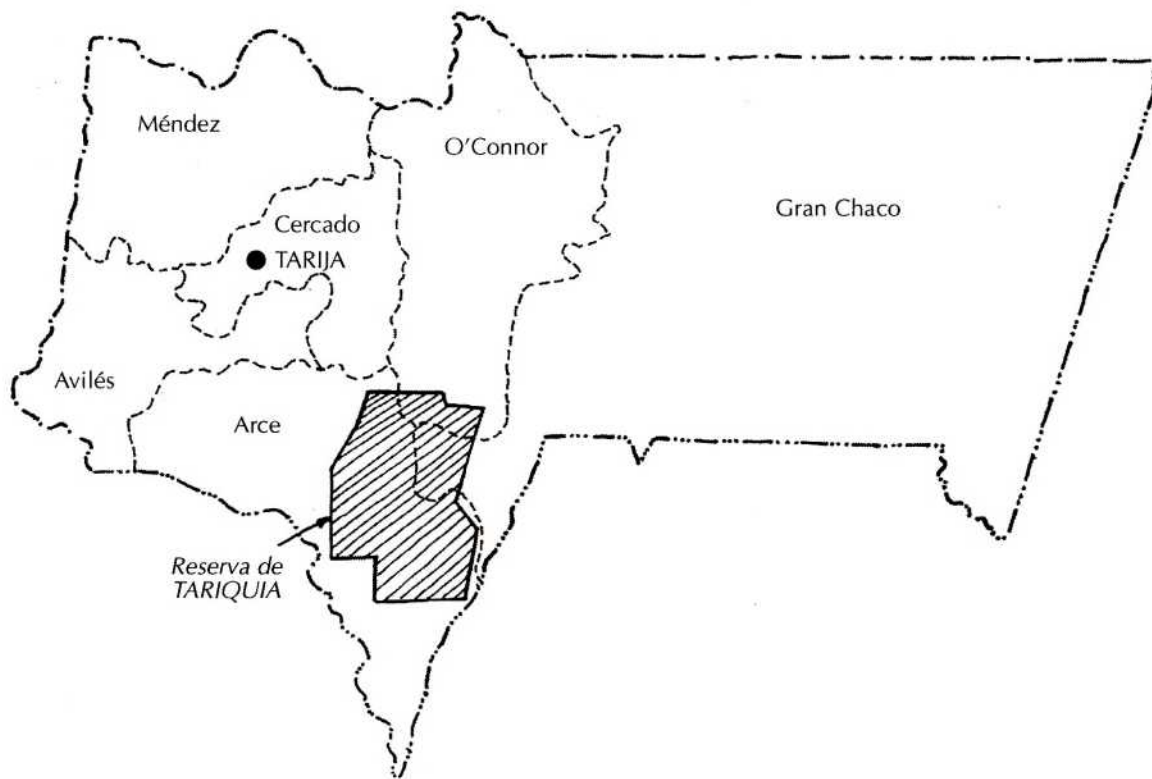 Méndez
O'Connor
Gran Chaco
Cercado
TARIJA
Avilés
Arce
Reserva de
TARIQUIA